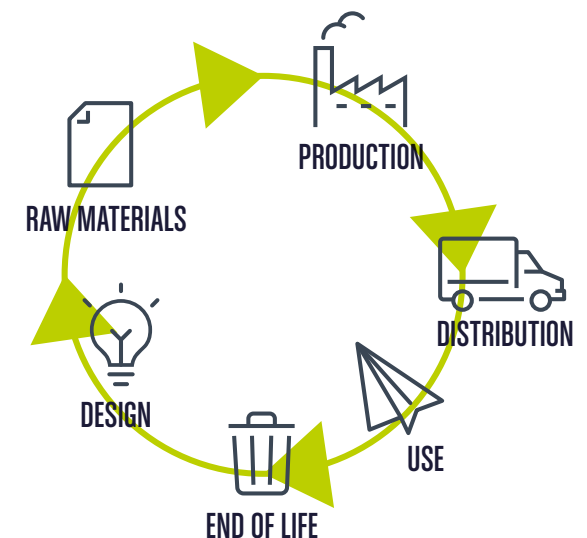 PRODUCTION
RAW MATERIALS
DISTRIBUTION
DESIGN
USE
END OF LIFE